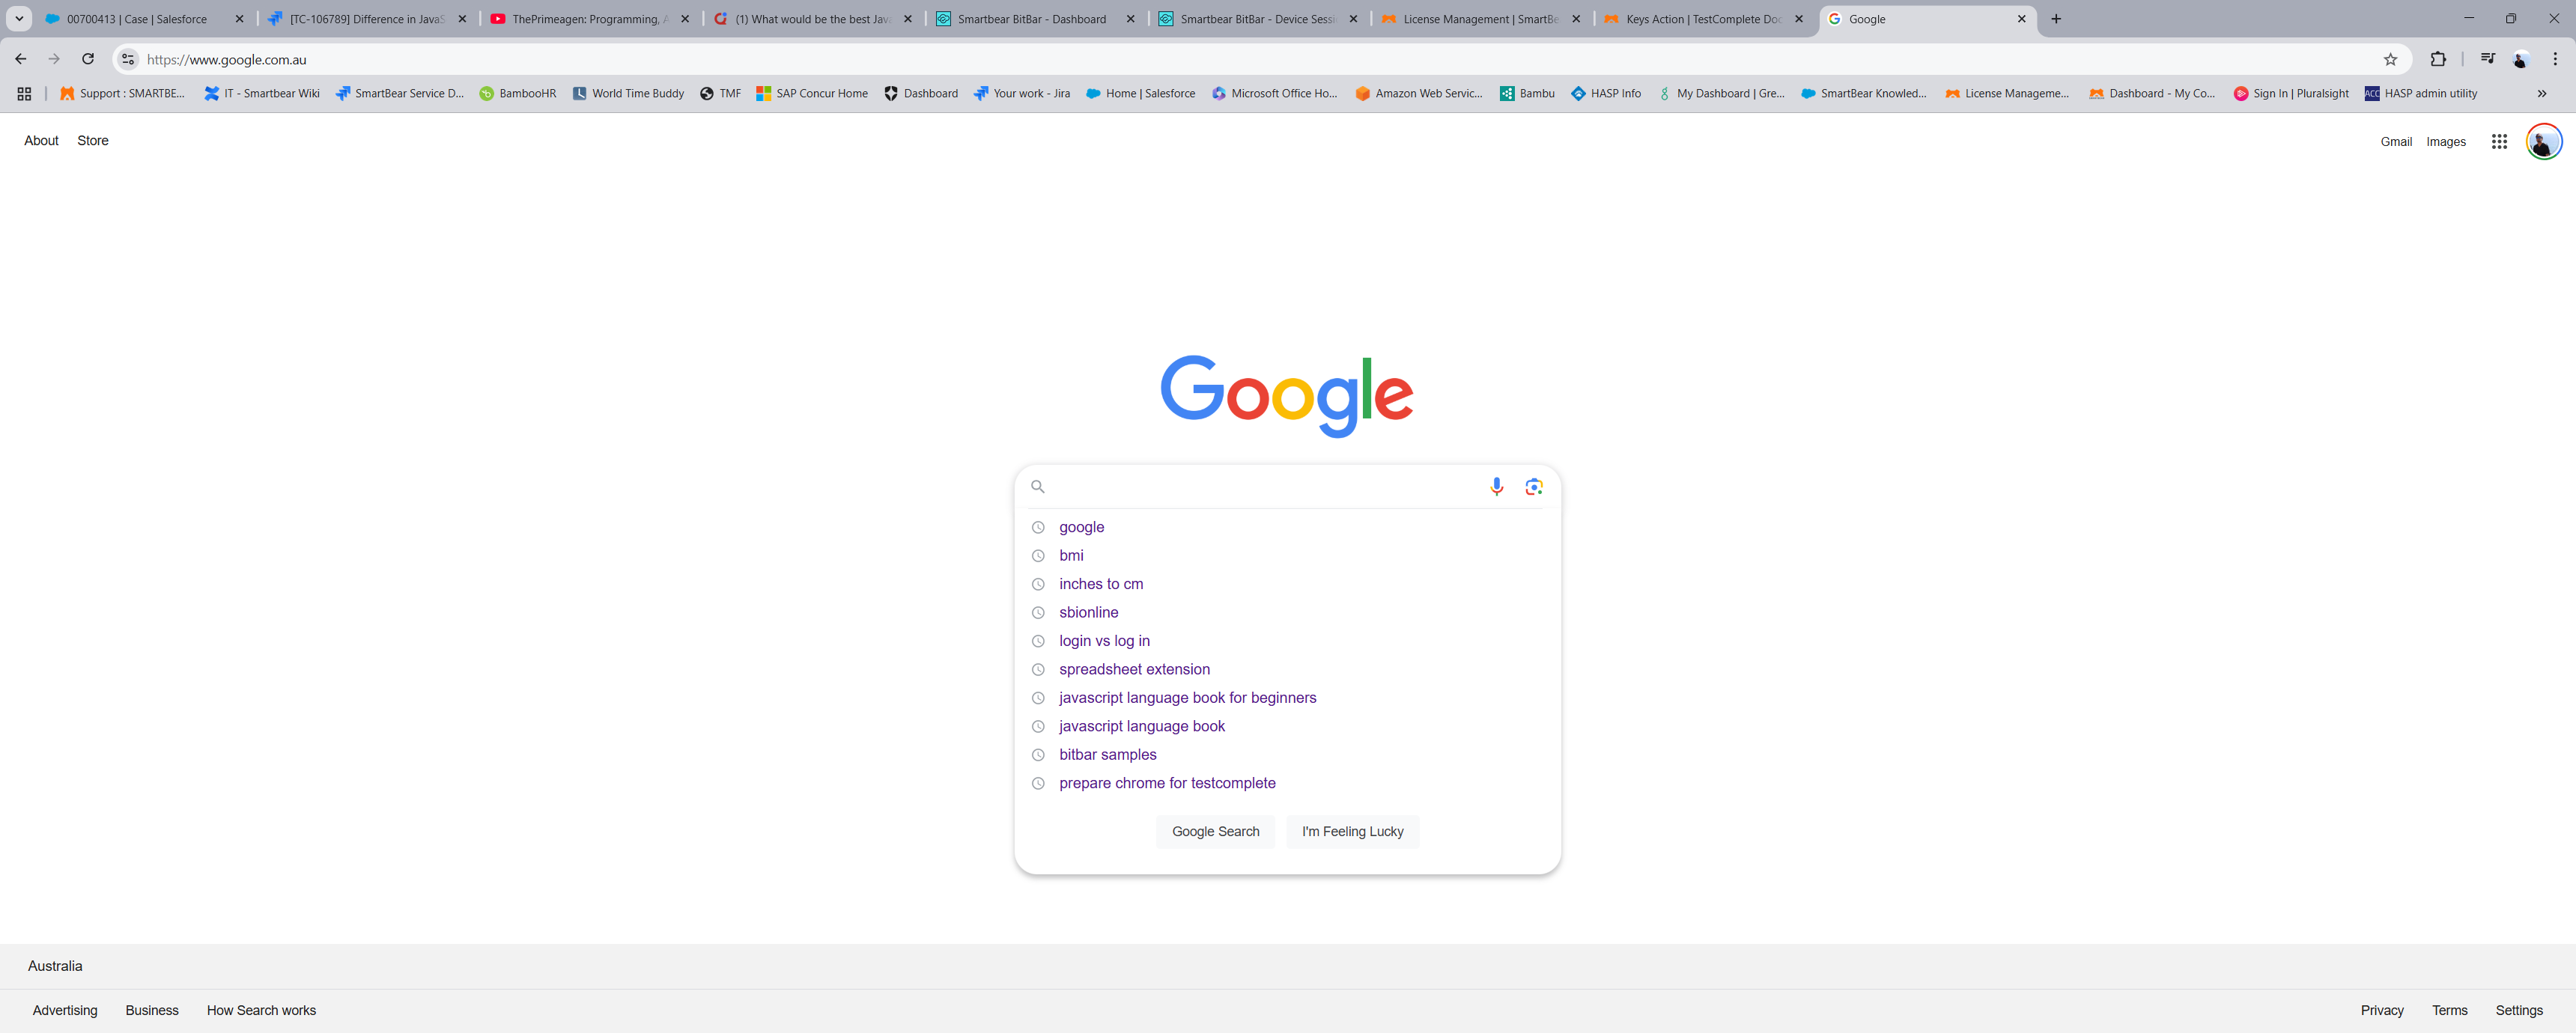 00700413 | Case | Salesforce
[TC-106789] Difference in JavaS
ThePrimeagen: Programming, A
(1) What would be the best Java
Smartbear BitBar - Dashboard
Smartbear BitBar - Device Sessi
License Management | SmartBe
Keys Action | TestComplete Doc
Google
https://www.google.com.au
Support : SMARTBE...
IT - Smartbear Wiki
SmartBear Service D...
BambooHR
World Time Buddy
TMF
SAP Concur Home
Dashboard
Your work - Jira
Home | Salesforce
Microsoft Office Ho...
Amazon Web Servic...
Bambu
HASP Info
My Dashboard | Gre...
SmartBear Knowled...
License Manageme...
Dashboard - My Co...
Sign In | Pluralsight
ACC HASP admin utility
About Store
Gmail Images
Google
google
bmi
inches to cm
sbionline
login vs log in
spreadsheet extension
javascript language book for beginners
javascript language book
bitbar samples
prepare chrome for testcomplete
Google Search I'm Feeling Lucky
Australia
Advertising Business How Search works
Privacy Terms Settings